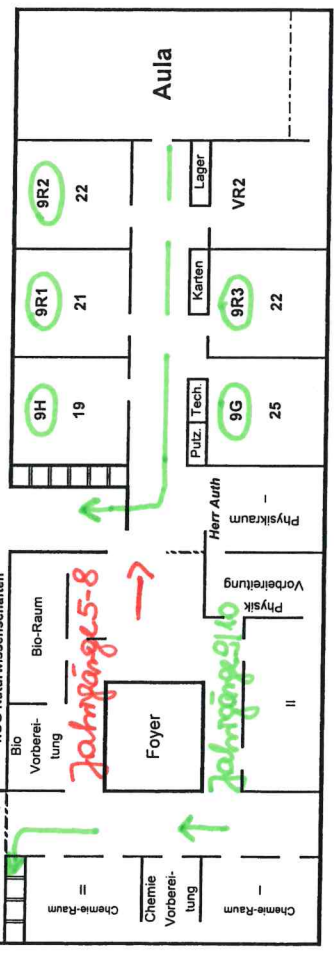 Aula
9R2
22
Lager
VR2
9R1
21
Karten
9R3
22
9H
19
Putz.
Tech.
9G
25
Herr Auth
Physikraum
I
Bio-Raum
Physik
Vorbereitung
Bio
Vorberei-
tung
Jahrgänge 5-8
Foyer
Jahrgänge 9/10
II
Chemie-Raum
II
Chemie
Vorberei-
tung
Chemie-Raum
I